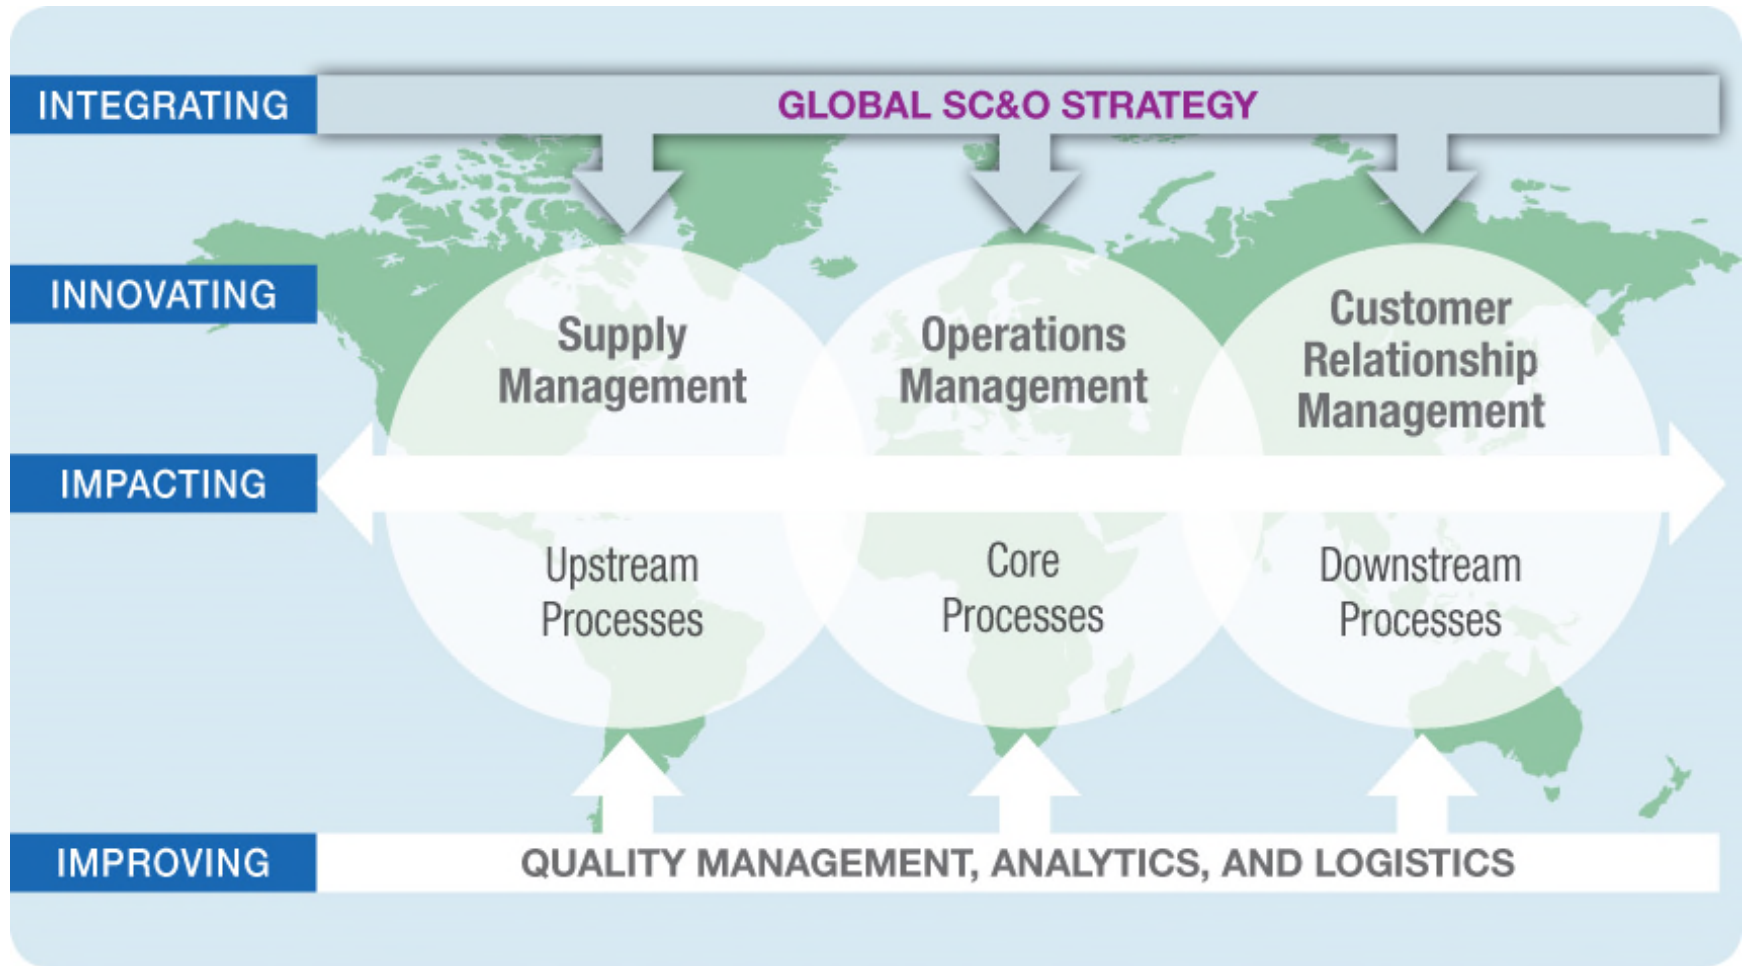 INTEGRATING
GLOBAL SC&O STRATEGY
INNOVATING
Supply
Management
Operations
Management
Customer
Relationship
Management
IMPACTING
Upstream
Processes
Core
Processes
Downstream
Processes
IMPROVING
QUALITY MANAGEMENT, ANALYTICS, AND LOGISTICS